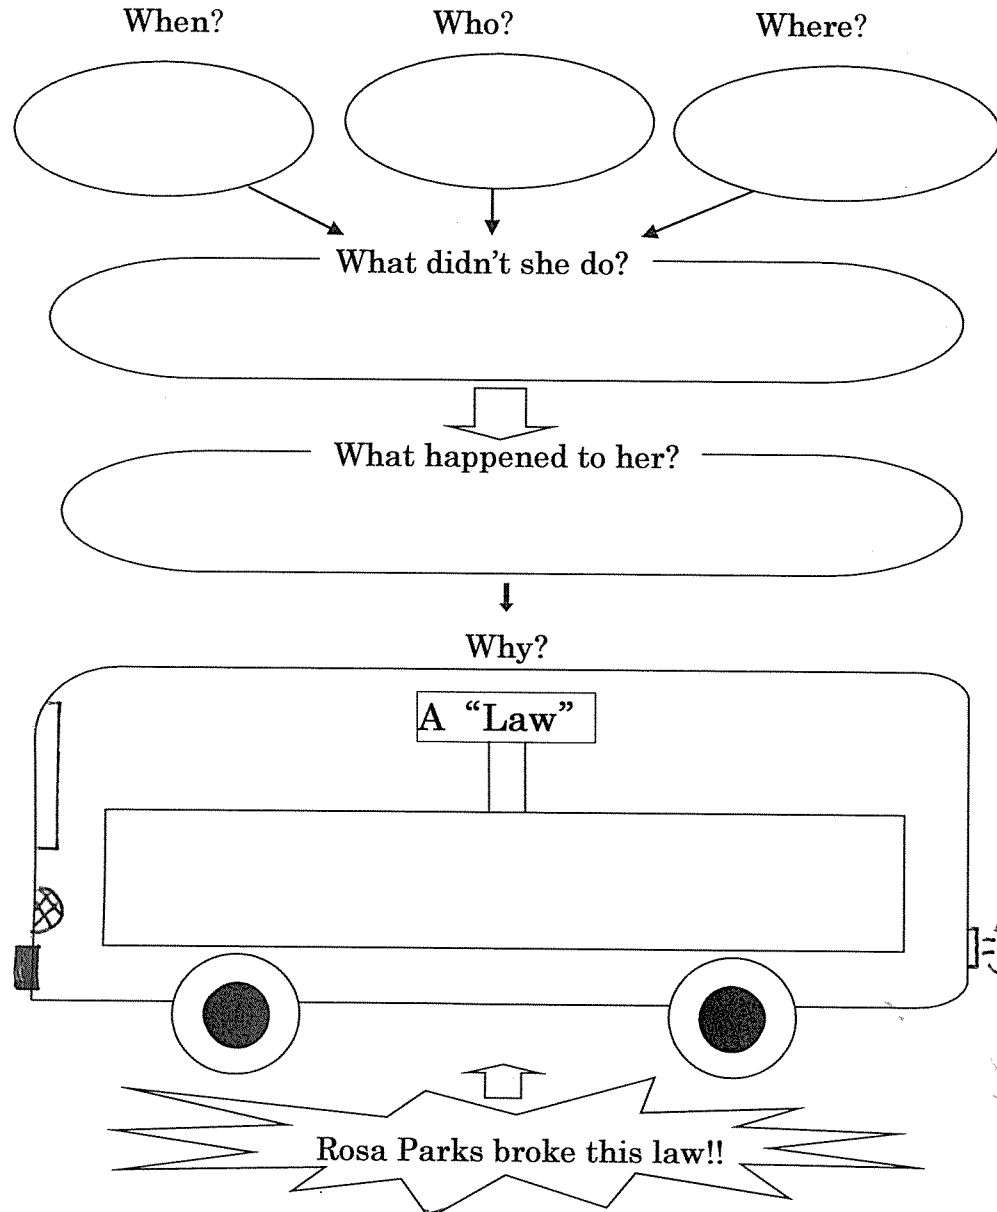 When?
Who?
Where?
What didn't she do?
What happened to her?
Why?
A “Law”
Rosa Parks broke this law!!